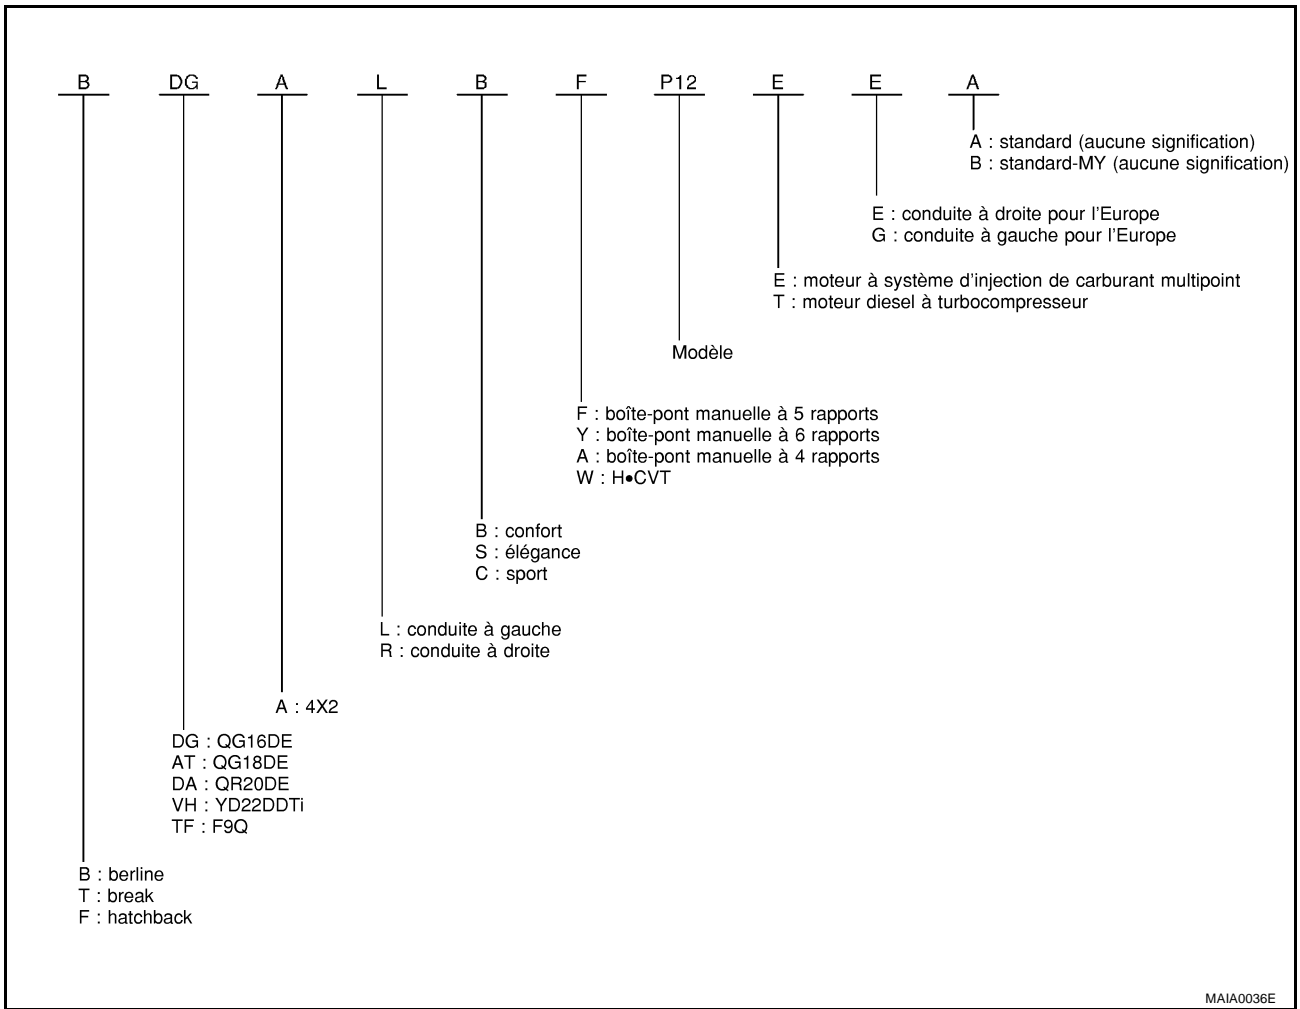 B DG A L B F P12 E E A
A : standard (aucune signification)
B : standard-MY (aucune signification)
E : conduite à droite pour l'Europe
G : conduite à gauche pour l'Europe
E : moteur à système d'injection de carburant multipoint
T : moteur diesel à turbocompresseur
Modèle
F : boîte-pont manuelle à 5 rapports
Y : boîte-pont manuelle à 6 rapports
A : boîte-pont manuelle à 4 rapports
W : H•CVT
B : confort
S : élégance
C : sport
L : conduite à gauche
R : conduite à droite
A : 4X2
DG : QG16DE
AT : QG18DE
DA : QR20DE
VH : YD22DDTi
TF : F9Q
B : berline
T : break
F : hatchback
MAIA0036E